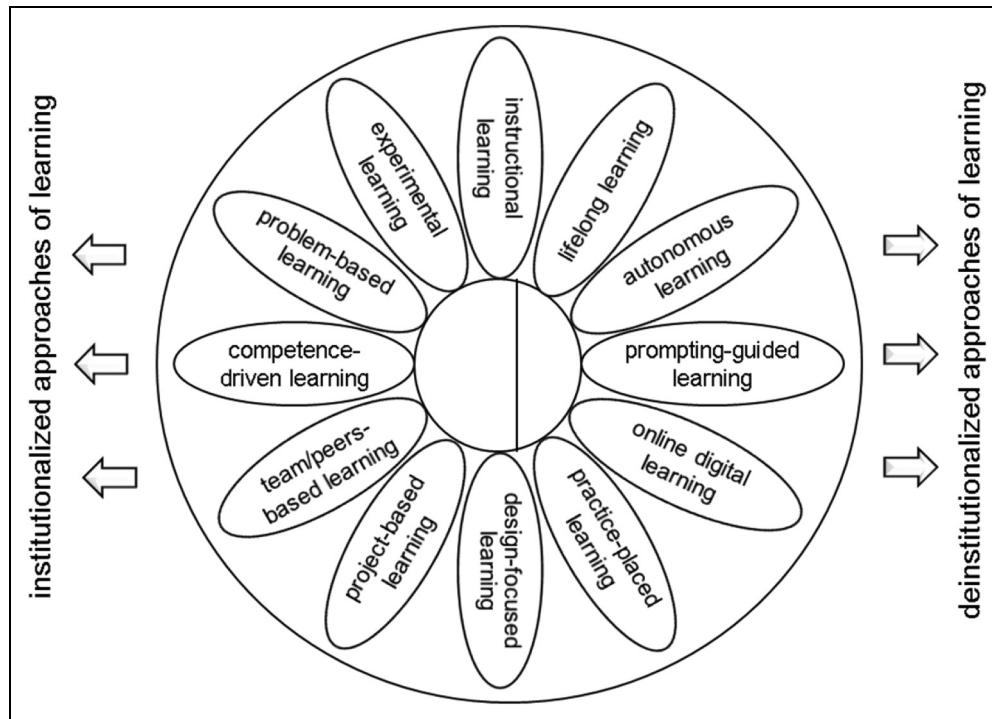 institutionalized approaches of learning
instructional
learning
lifelong learning
autonomous
learning
prompting-guided
learning
online digital
learning
practice-placed
learning
design-focused
learning
project-based
learning
team/peers-
based learning
competence-
driven learning
problem-based
learning
experimental
learning
deinstitutionalized approaches of learning